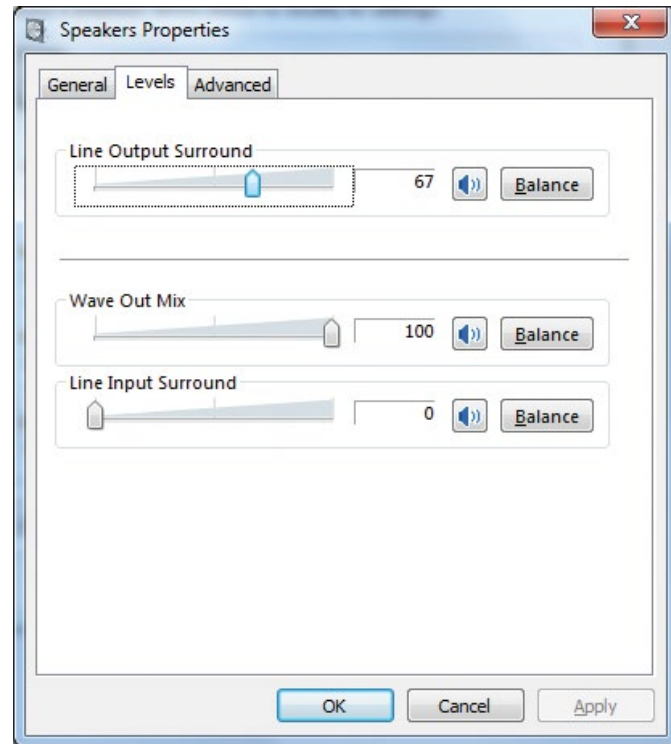 Speakers Properties
General Levels Advanced
Line Output Surround
67 Balance
Wave Out Mix
100 Balance
Line Input Surround
0 Balance
OK Cancel Apply